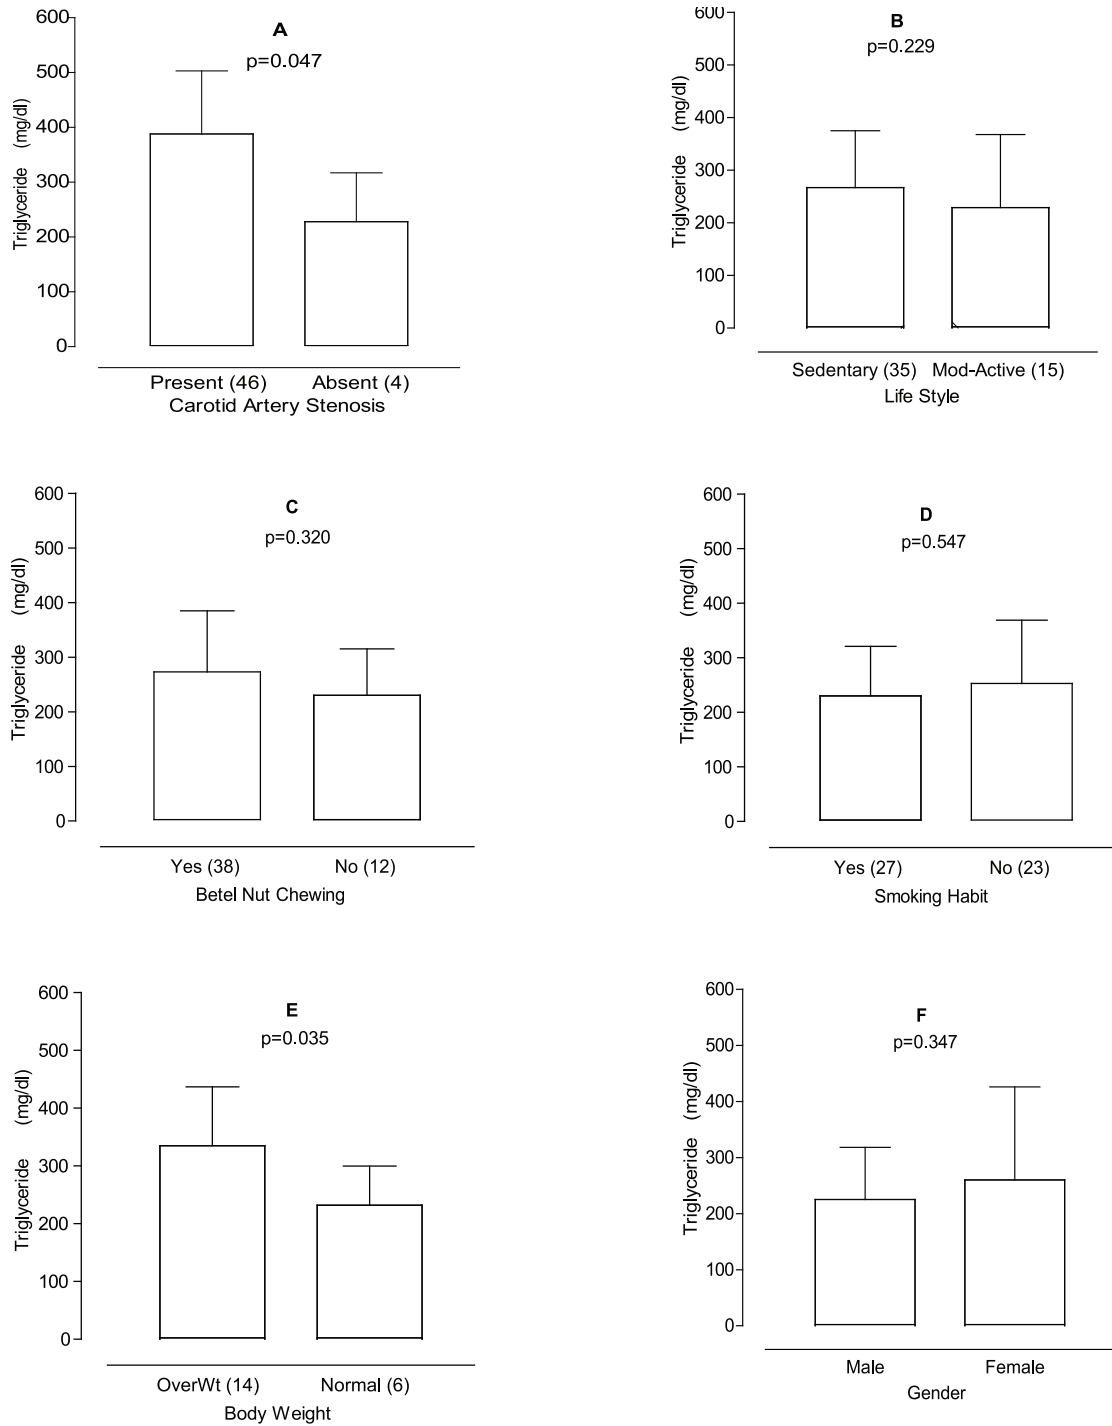 A
p=0.047
Triglyceride (mg/dl)
600
500
400
300
200
100
0
Present (46) Absent (4)
Carotid Artery Stenosis
B
p=0.229
Triglyceride (mg/dl)
600
500
400
300
200
100
0
Sedentary (35) Mod-Active (15)
Life Style
C
p=0.320
Triglyceride (mg/dl)
600
500
400
300
200
100
0
Yes (38) No (12)
Betel Nut Chewing
D
p=0.547
Triglyceride (mg/dl)
600
500
400
300
200
100
0
Yes (27) No (23)
Smoking Habit
E
p=0.035
Triglyceride (mg/dl)
600
500
400
300
200
100
0
OverWt (14) Normal (6)
Body Weight
F
p=0.347
Triglyceride (mg/dl)
600
500
400
300
200
100
0
Male Female
Gender